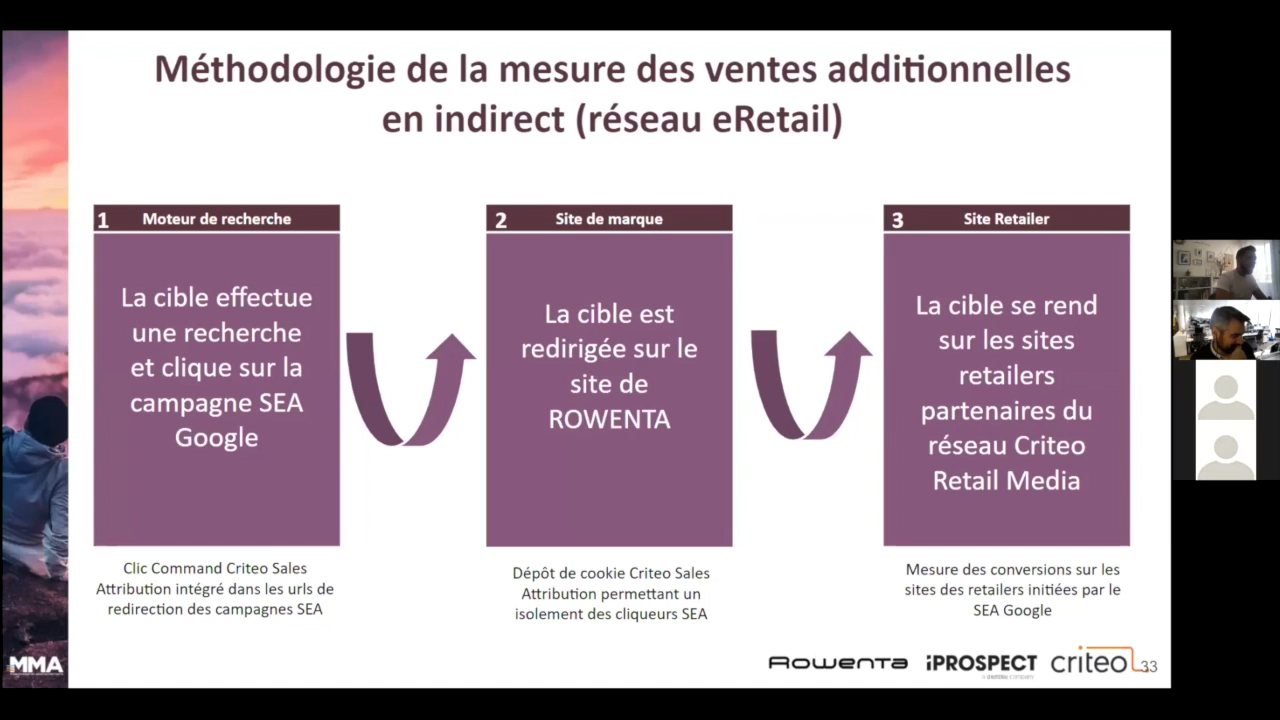 Méthodologie de la mesure des ventes additionnelles
en indirect (réseau eRetail)
1 Moteur de recherche
La cible effectue
une recherche
et clique sur la
campagne SEA
Google
Clic Command Criteo Sales
Attribution intégré dans les urls de
redirection des campagnes SEA
2 Site de marque
La cible est
redirigée sur le
site de
ROWENTA
Dépôt de cookie Criteo Sales
Attribution permettant un
isolement des cliqueurs SEA
3 Site Retailer
La cible se rend
sur les sites
retailers
partenaires du
réseau Criteo
Retail Media
Mesure des conversions sur les
sites des retailers initiées par le
SEA Google
MMA
Rowenta iPROSPECT criteo 33